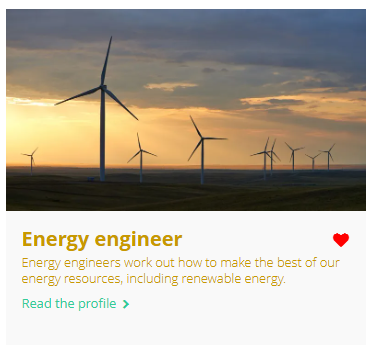 Energy engineer
Energy engineers work out how to make the best of our
energy resources, including renewable energy.
Read the profile